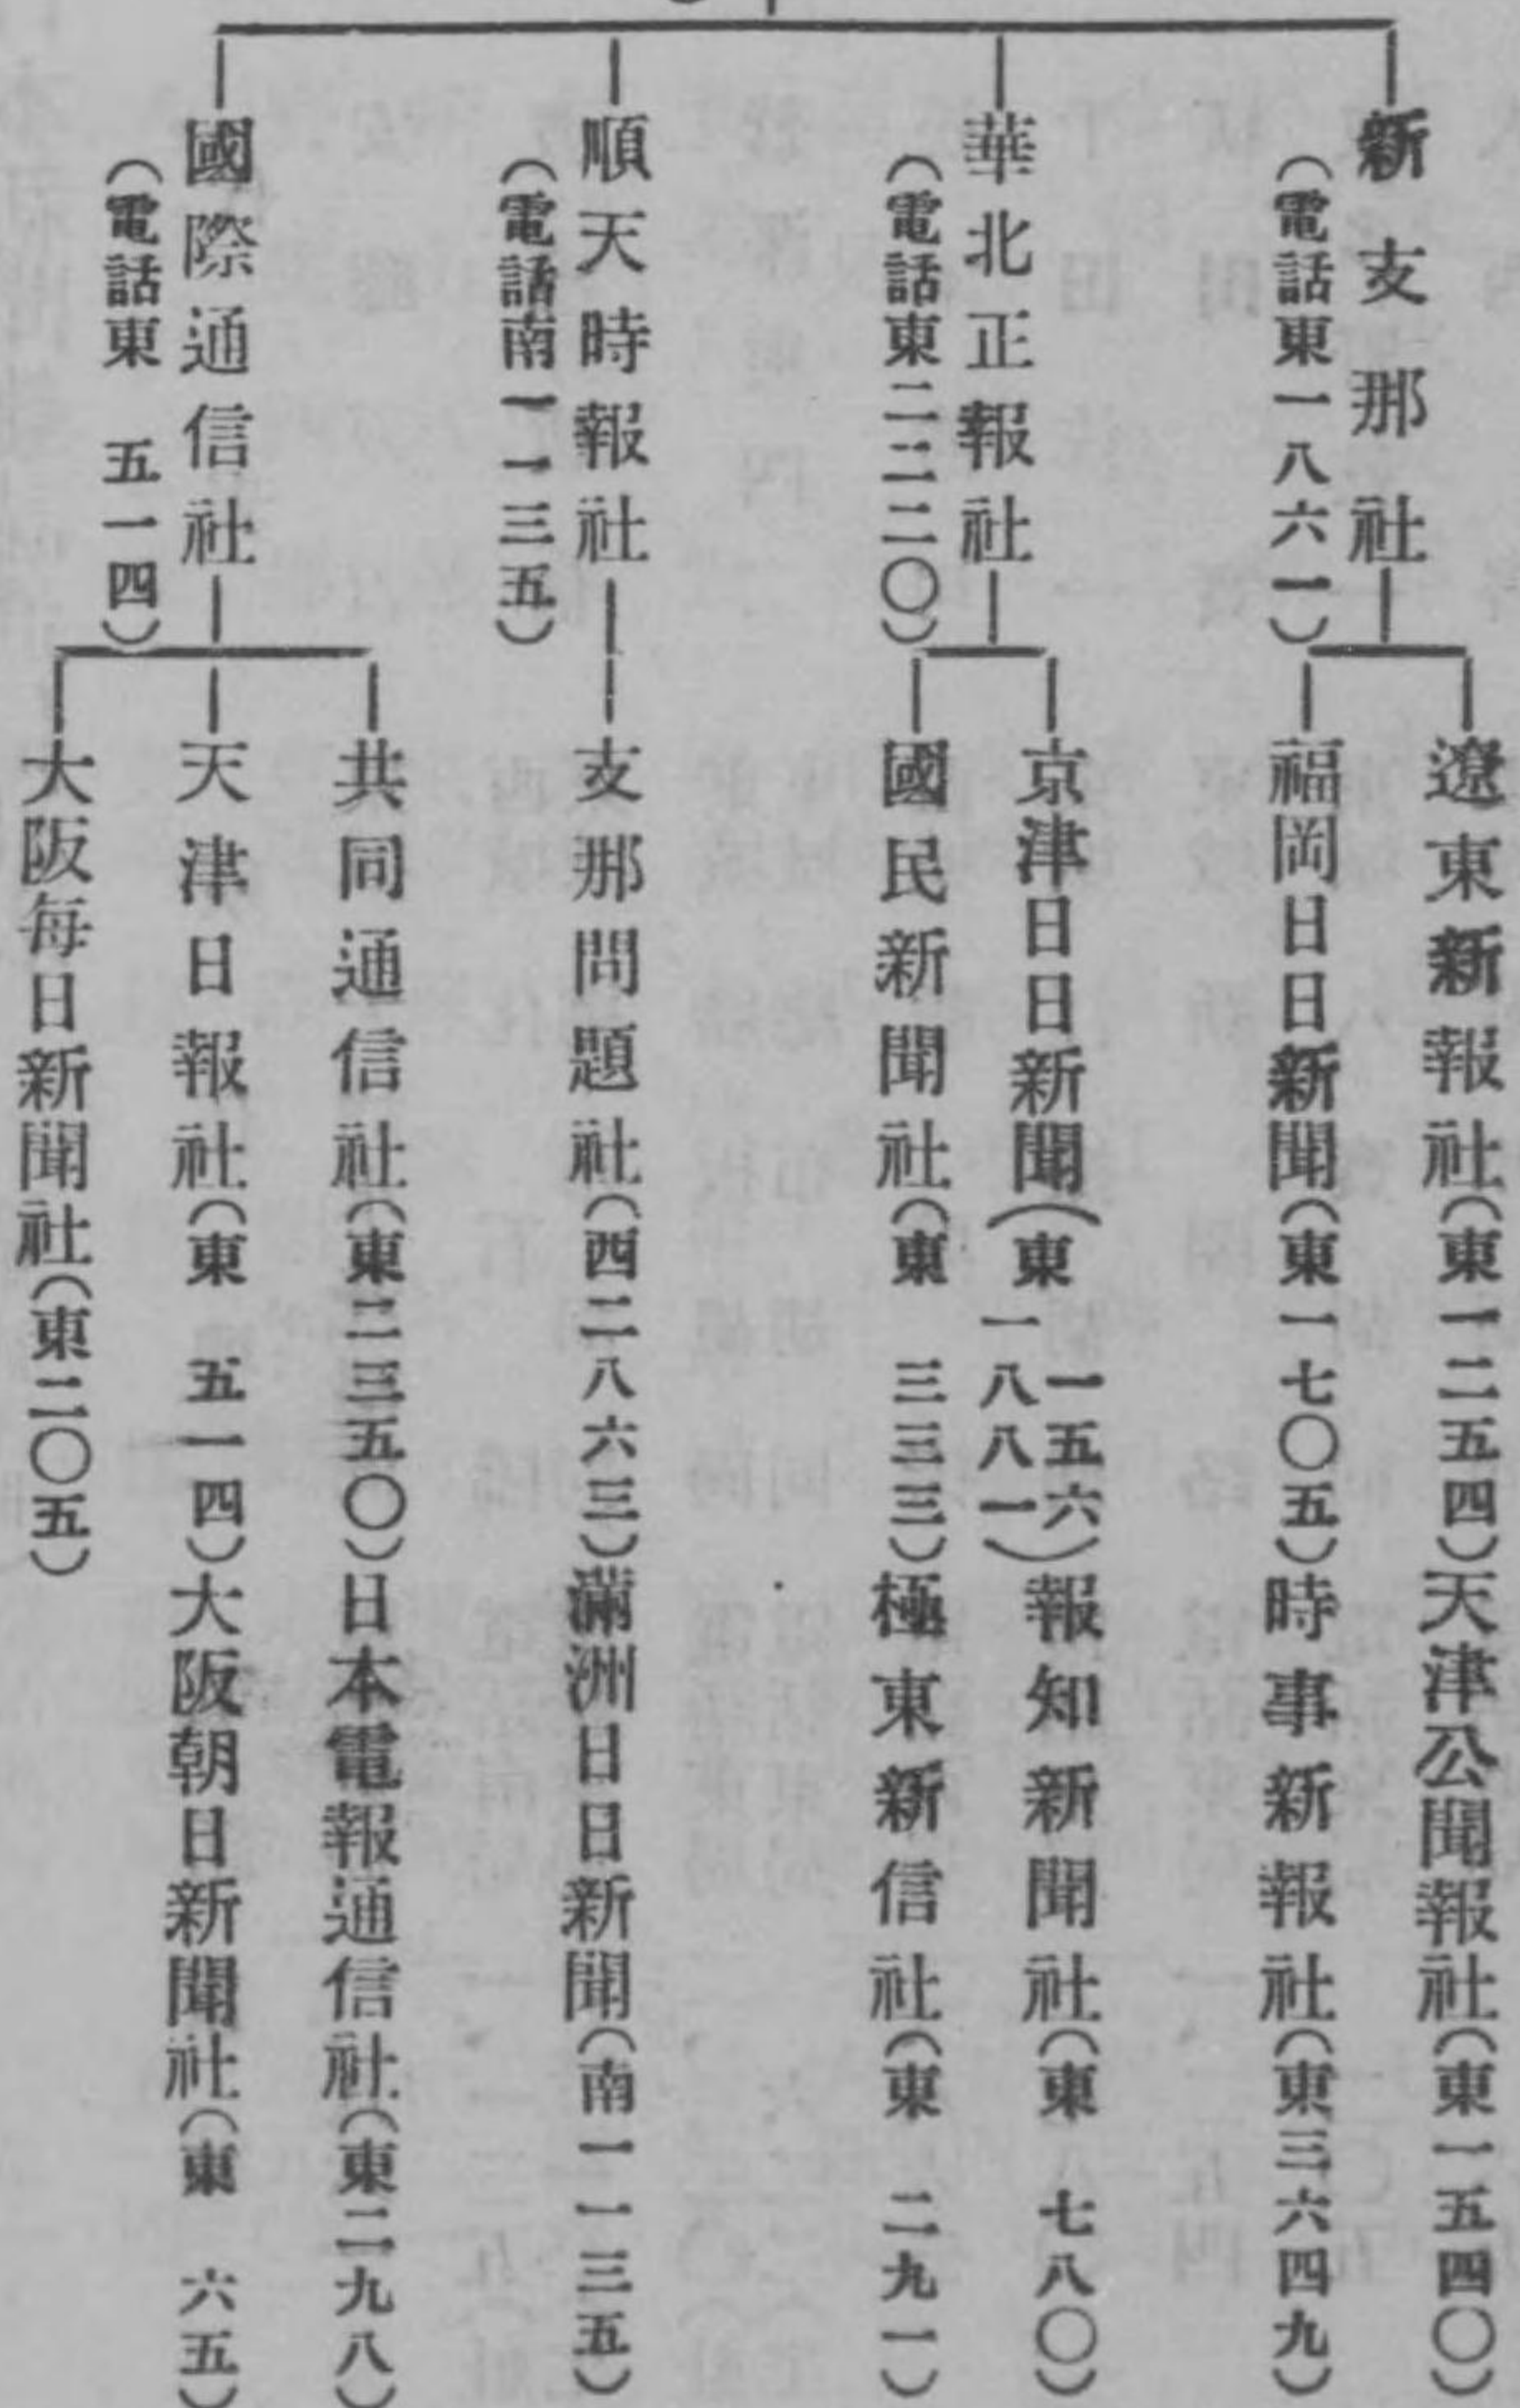 新支那社
(電話東一八六一)
遼東新報社(東一二五四)天津公聞報社(東一五四〇)
福岡日日新聞(東一七〇五)時事新報社(東三六四九)
華北正報社
(電話東二二二〇)
京津日日新聞(東一五六 一八八一)報知新聞社(東 七八〇)
國民新聞社(東 三三三)極東新信社(東 二九一)
順天時報社
(電話南一一三五)
支那問題社(西二八六三)滿洲日日新聞(南一一三五)
國際通信社
(電話東 五一四)
共同通信社(東二三五〇)日本電報通信社(東二九八)
天津日報社(東 五一四)大阪朝日新聞社(東 六五)
大阪每日新聞社(東二〇五)